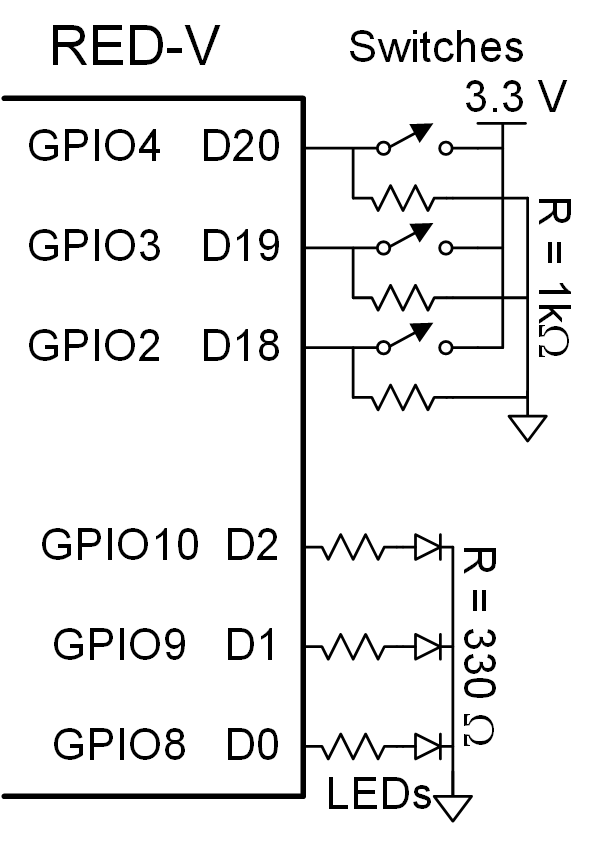 RED-V
Switches
3.3 V
GPIO4 D20
GPIO3 D19
GPIO2 D18
R = 1kΩ
GPIO10 D2
GPIO9 D1
GPIO8 D0
R = 330 Ω
LEDs